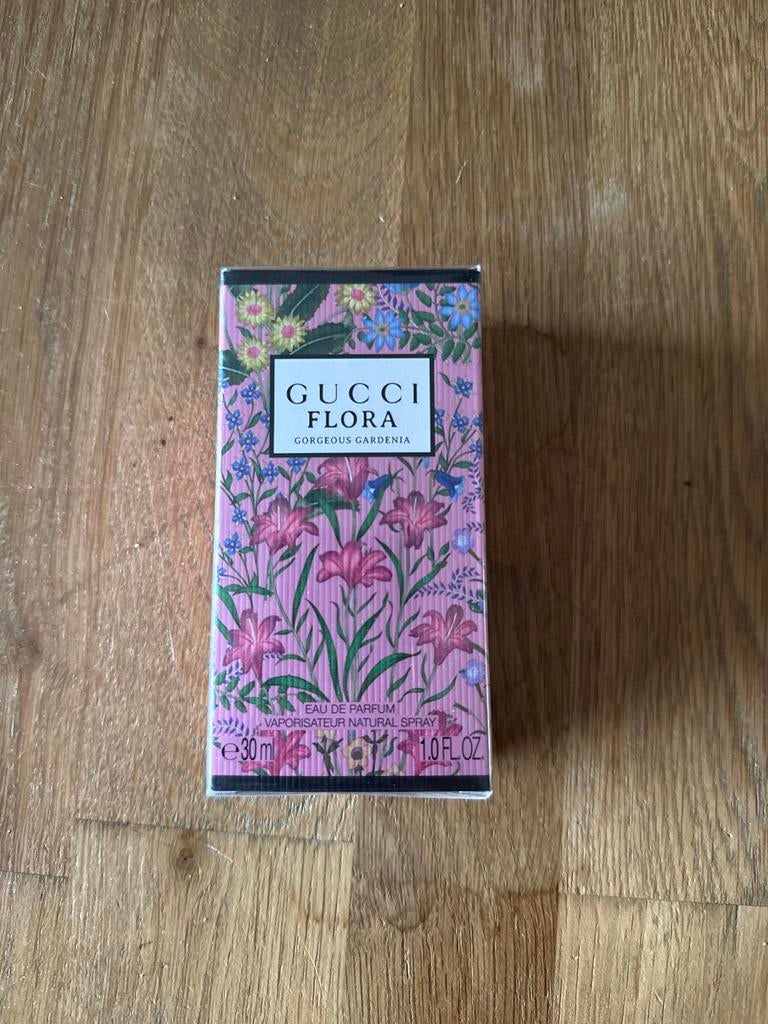 GUCCI
FLORA
GORGEOUS GARDENIA
EAU DE PARFUM
VAPORISATEUR NATURAL SPRAY
℮30 ml 1.0 FL.OZ.